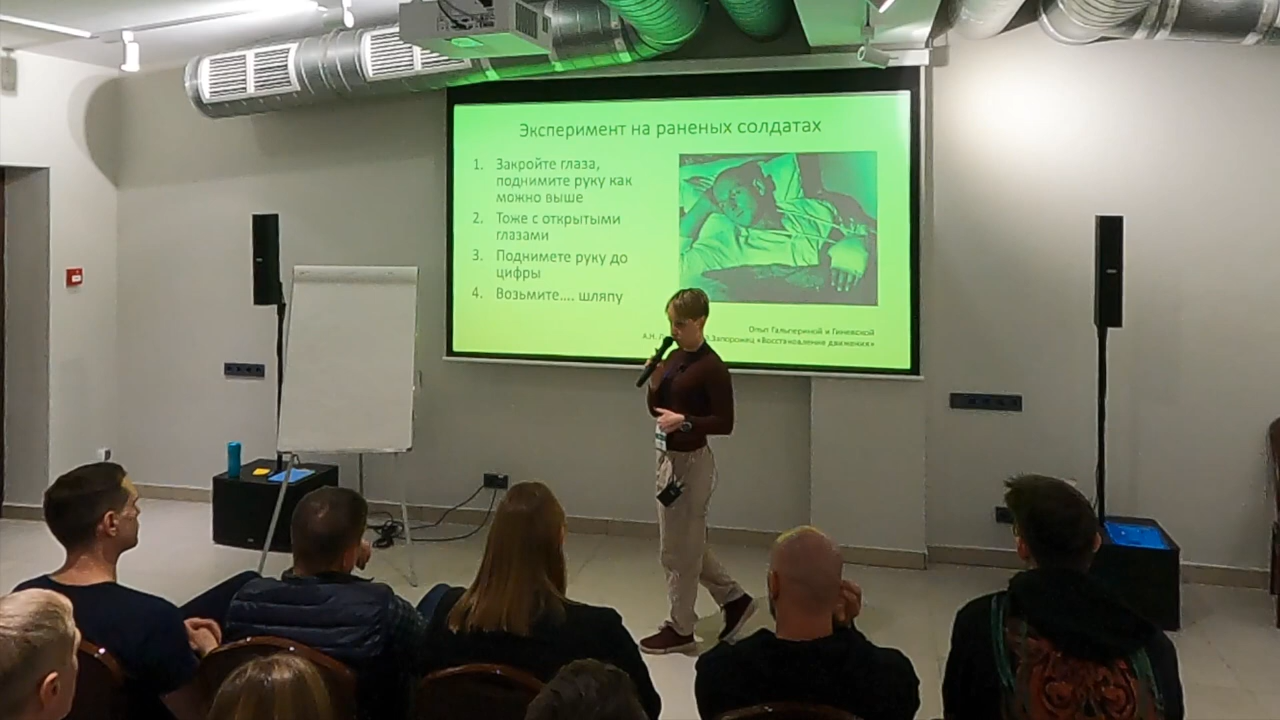 Эксперимент на раненых солдатах
1. Закройте глаза,
поднимите руку как
можно выше
2. Тоже с открытыми
глазами
3. Поднимете руку до
цифры
4. Возьмите.... шляпу
Опыт Гальпериной и Гиневской
А.Н. Запорожец «Восстановление движения»